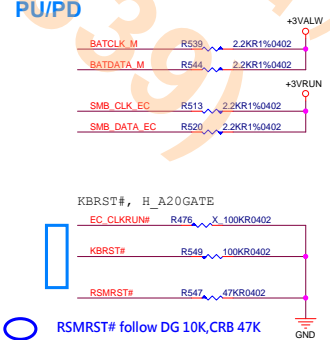 PU/PD
+3VALW
BATCLK_M R539 2.2KR1%0402
BATDATA_M R544 2.2KR1%0402
+3VRUN
SMB_CLK_EC R513 2.2KR1%0402
SMB_DATA_EC R520 2.2KR1%0402
KBRST#, H_A20GATE
EC_CLKRUN# R476 X_100KR0402
KBRST# R549 100KR0402
RSMRST# R547 47KR0402
RSMRST# follow DG 10K,CRB 47K
GND